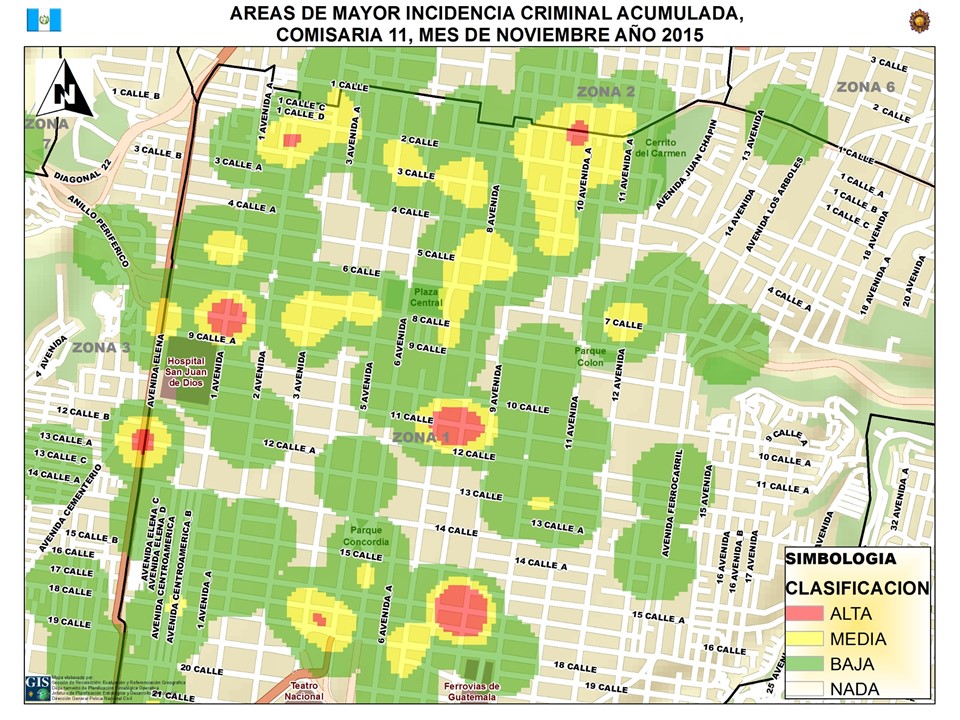 AREAS DE MAYOR INCIDENCIA CRIMINAL ACUMULADA,
COMISARIA 11, MES DE NOVIEMBRE AÑO 2015
N
ZONA 2
ZONA 6
3 CALLE
2 CALLE
1 CALLE
1 CALLE B
1 AVENIDA A
1 CALLE C
1 CALLE D
3 AVENIDA A
1 CALLE
ZONA
7
3 CALLE B
DIAGONAL 22
3 CALLE A
2 CALLE
3 CALLE
10 AVENIDA A
11 AVENIDA A
Cerrito
del Carmen
AVENIDA JUAN CHAPIN
13 AVENIDA
14 AVENIDA
AVENIDA LOS ARBOLES
1 CALLE A
1 CALLE B
1 CALLE C
18 AVENIDA
18 AVENIDA A
20 AVENIDA
ANILLO PERIFERICO
4 CALLE A
4 CALLE
8 AVENIDA
5 CALLE
6 CALLE
Plaza
Central
4 CALLE A
8 CALLE
7 CALLE
9 CALLE A
9 CALLE
6 AVENIDA
Parque
Colon
ZONA 3
4 AVENIDA
AVENIDA ELENA
Hospital
San Juan
de Dios
1 AVENIDA
2 AVENIDA
3 AVENIDA
5 AVENIDA
9 AVENIDA
11 AVENIDA
12 AVENIDA
12 CALLE B
11 CALLE
10 CALLE
ZONA 1
13 CALLE A
13 CALLE C
14 CALLE A
12 CALLE A
12 CALLE
9 CALLE A
10 CALLE A
11 CALLE A
AVENIDA CEMENTERIO
13 CALLE
AVENIDA FERROCARRIL
15 AVENIDA
32 AVENIDA A
AVENIDA
15 CALLE B
16 CALLE
17 CALLE
18 CALLE
19 CALLE
AVENIDA ELENA C
AVENIDA ELENA D
AVENIDA CENTROAMERICA
AVENIDA CENTROAMERICA B
1 AVENIDA A
Parque
Concordia
15 CALLE
14 CALLE
13 CALLE A
14 CALLE A
16 AVENIDA
16 AVENIDA B
17 AVENIDA
6 AVENIDA A
15 CALLE A
16 CALLE
20 CALLE
18 CALLE
19 CALLE
25 AVEN
Teatro
Nacional
Ferrovias de
Guatemala
SIMBOLOGIA
CLASIFICACION
ALTA
MEDIA
BAJA
NADA
GIS
Mapa elaborado por:
CALLE